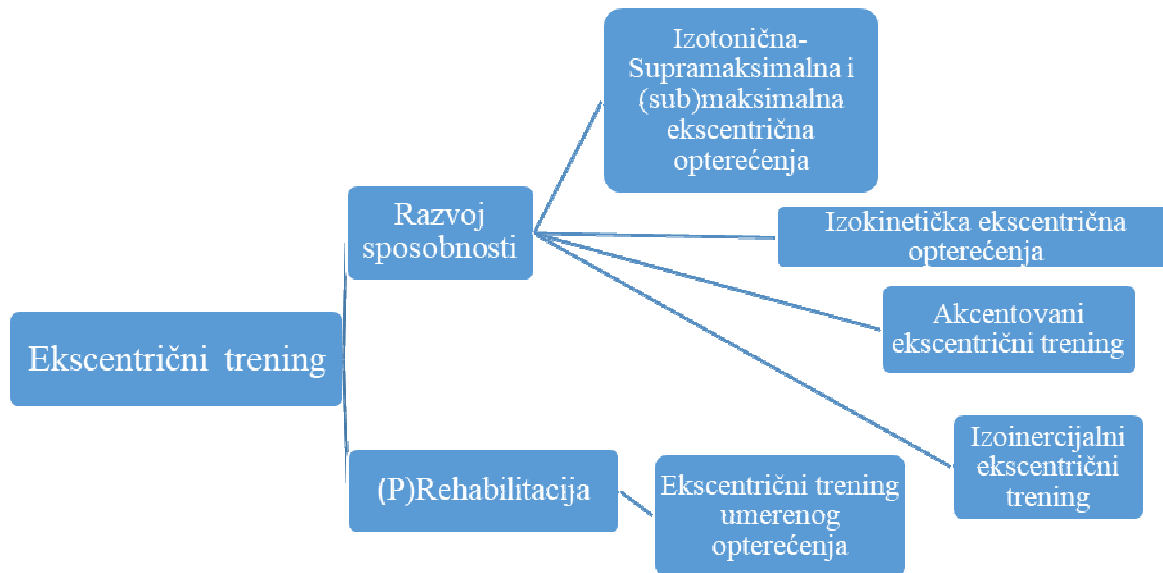 Izotonična-
Supramaksimalna i
(sub)maksimalna
ekscentrična
opterećenja
Razvoj
sposobnosti
Izokinetička ekscentrična
opterećenja
Akcentovani
ekscentrični trening
Ekscentrični trening
Izoinercijalni
ekscentrični
trening
(P)Rehabilitacija
Ekscentrični trening
umerenog
opterećenja